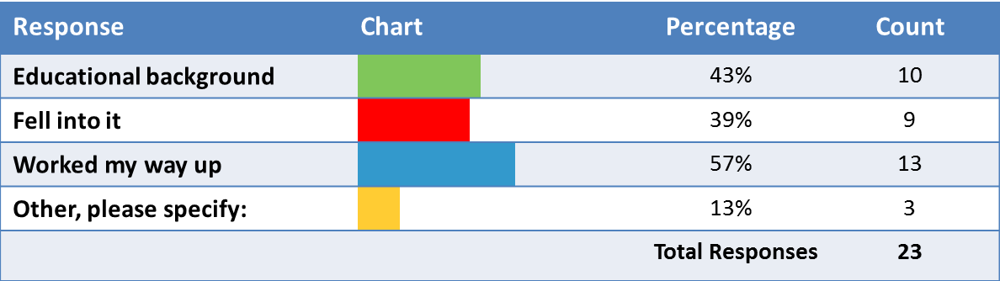 Response Chart Percentage Count
Educational background 43% 10
Fell into it 39% 9
Worked my way up 57% 13
Other, please specify: 13% 3
Total Responses 23